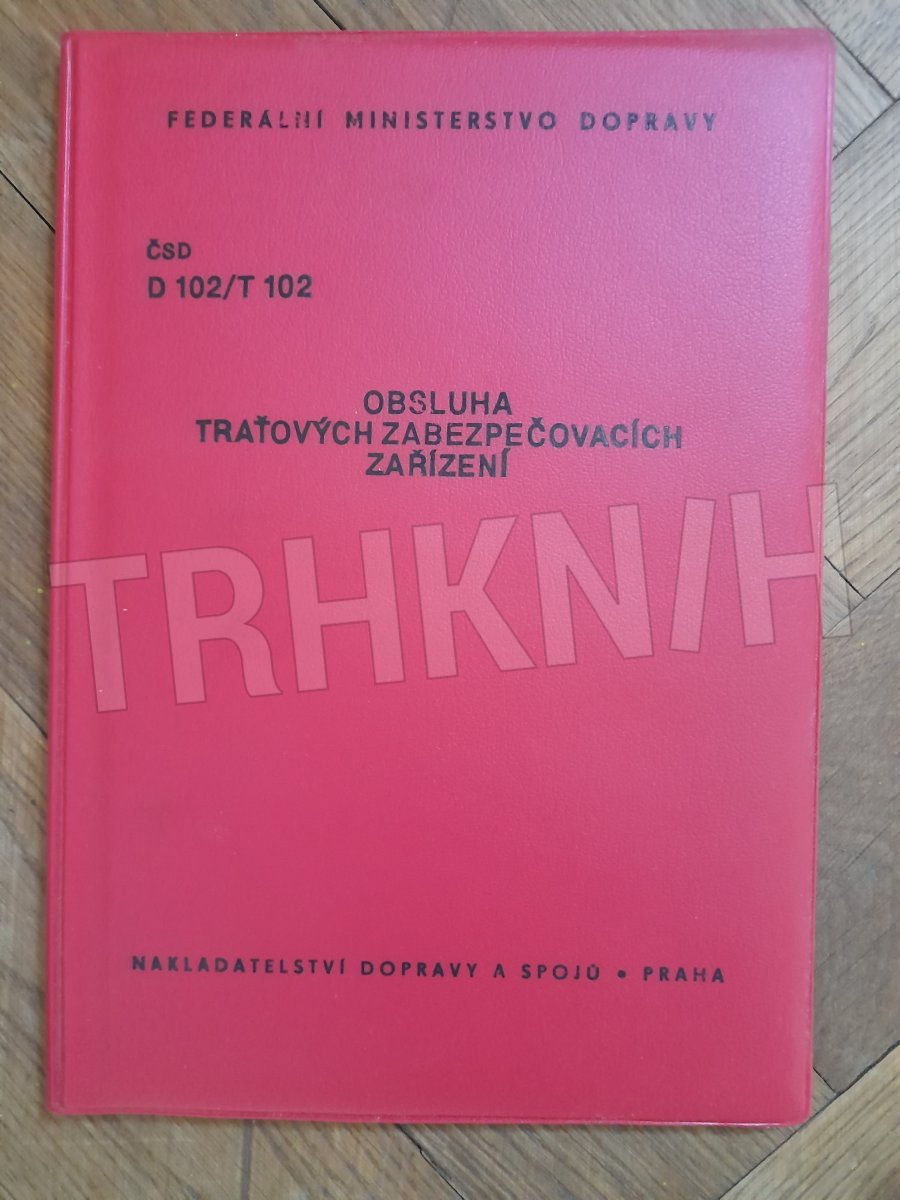 FEDERÁLNÍ MINISTERSTVO DOPRAVY
ČSD
D 102/T 102
OBSLUHA
TRAŤOVÝCH ZABEZPEČOVACÍCH
ZAŘÍZENÍ
TRHKNIH
NAKLADATELSTVÍ DOPRAVY A SPOJŮ • PRAHA